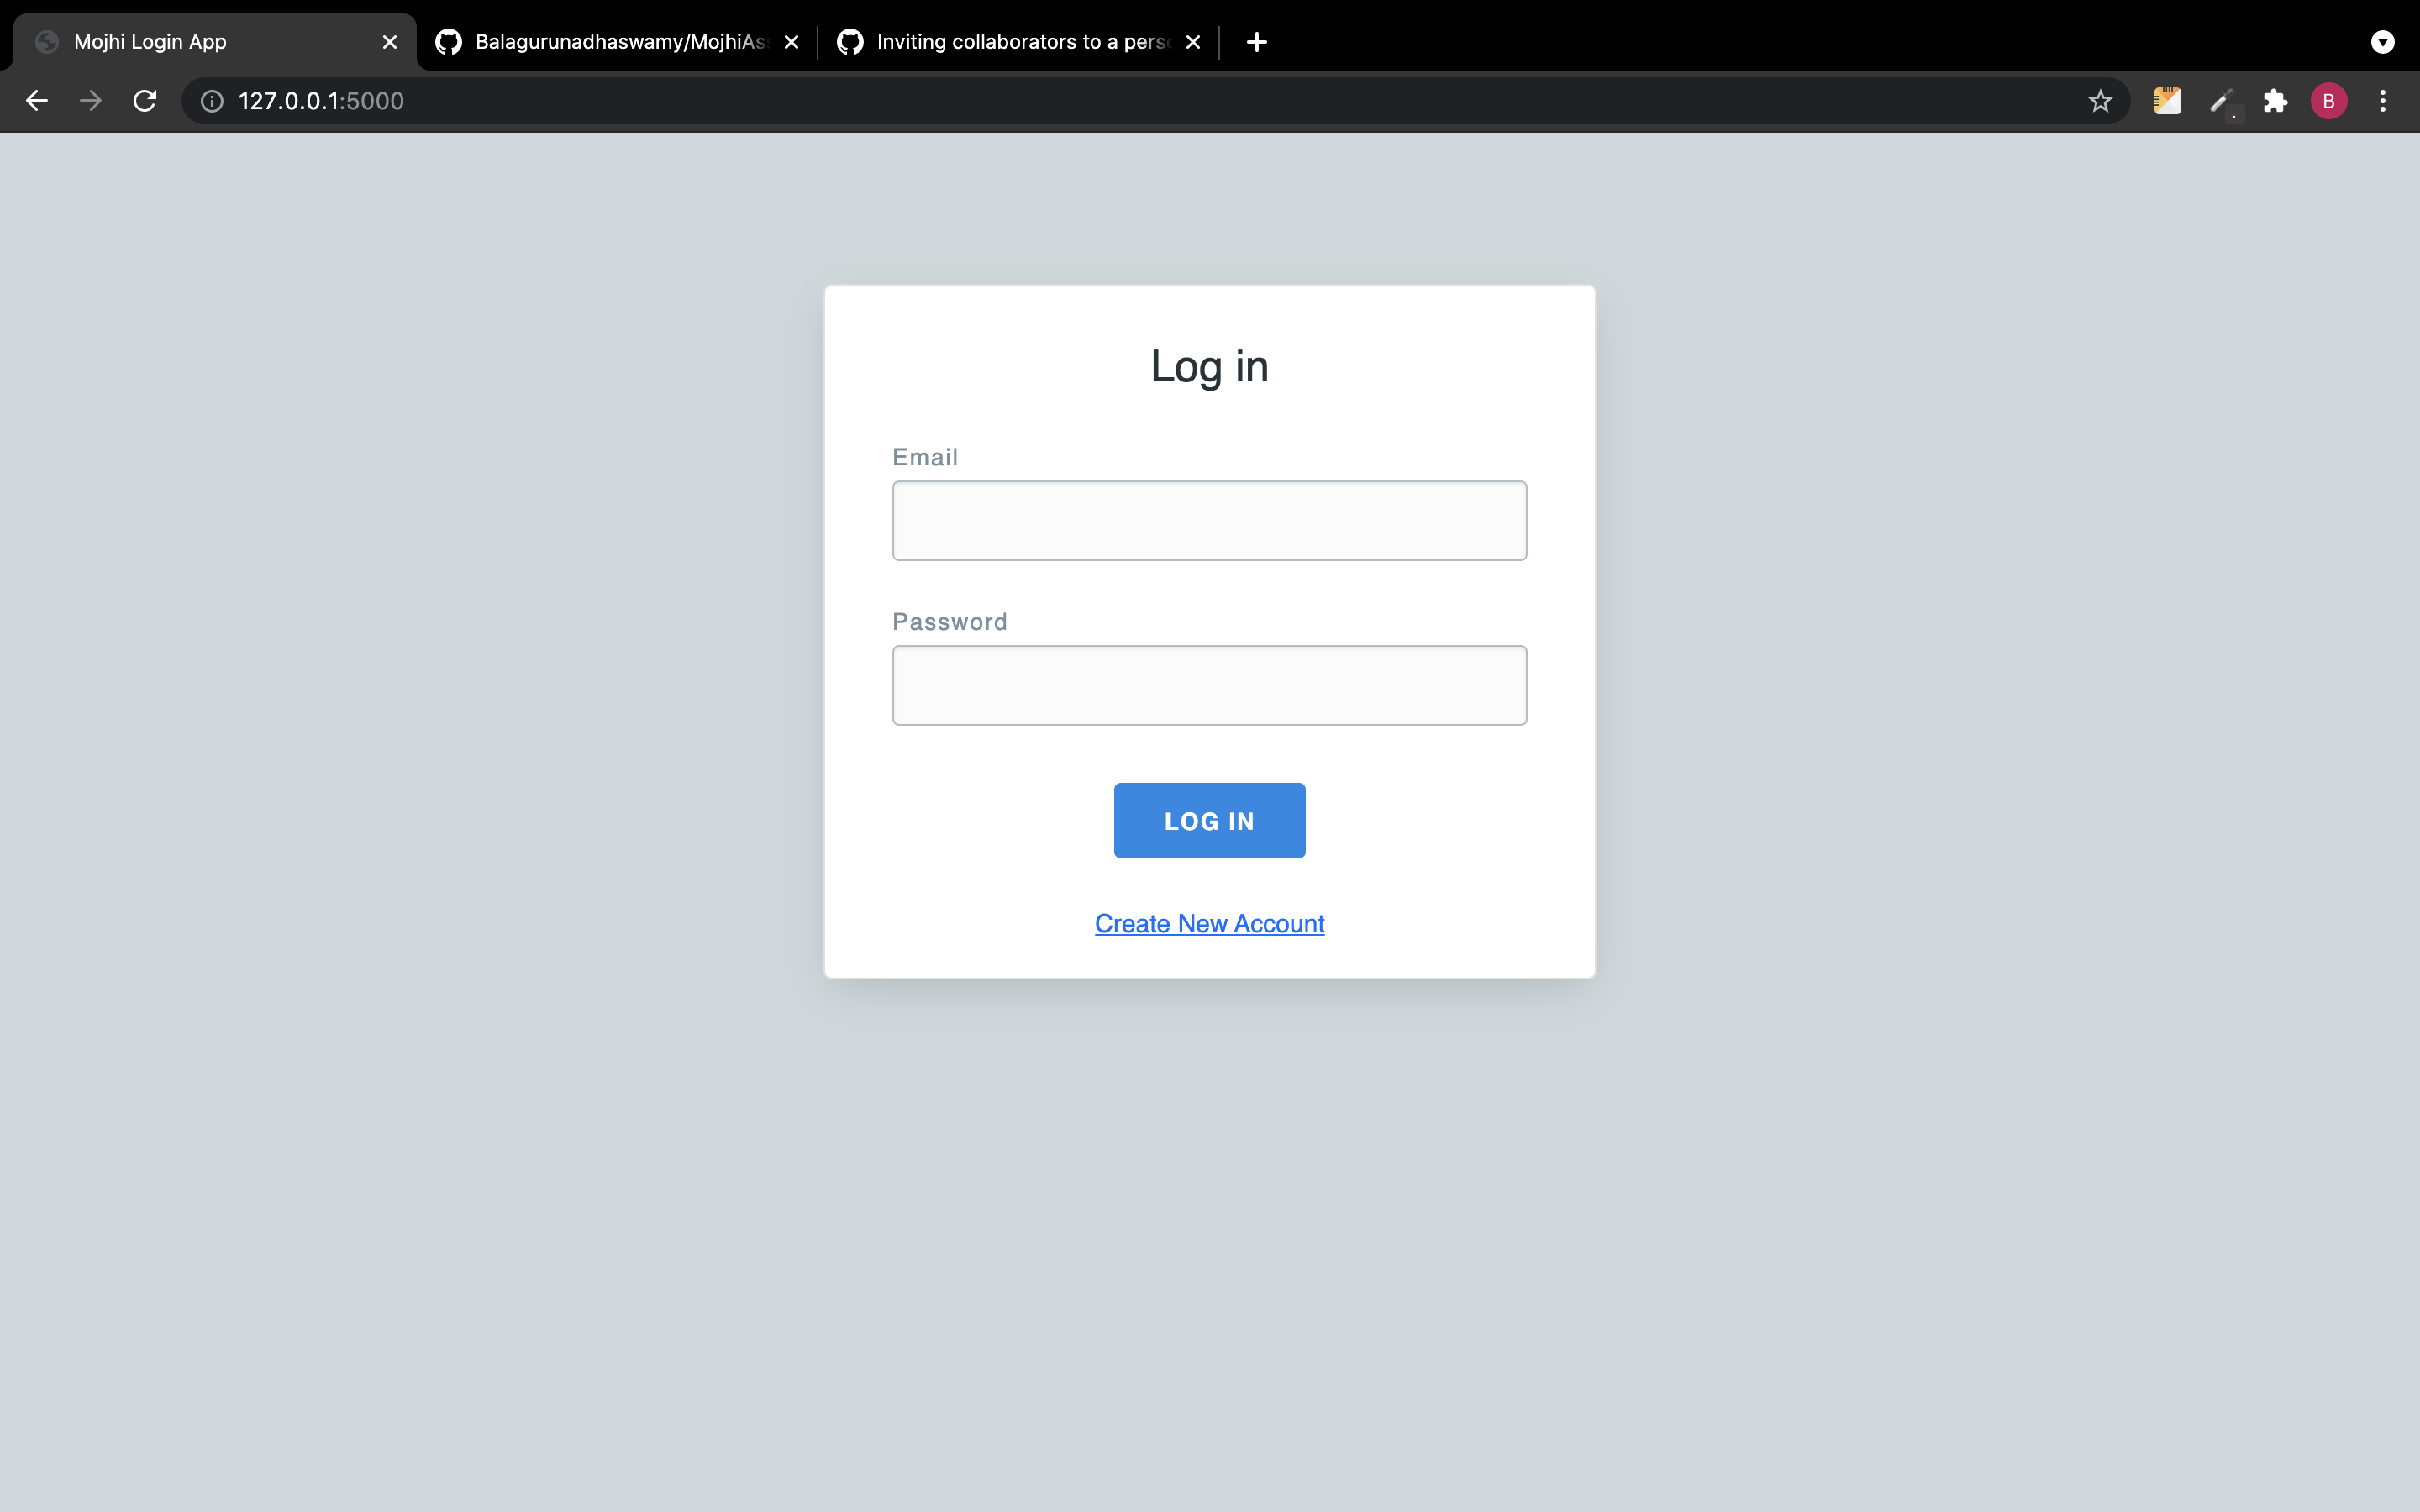 Mojhi Login App
Balagurunadhaswamy/MojhiAs
Inviting collaborators to a pers
127.0.0.1:5000
B
Log in
Email
Password
LOG IN
Create New Account